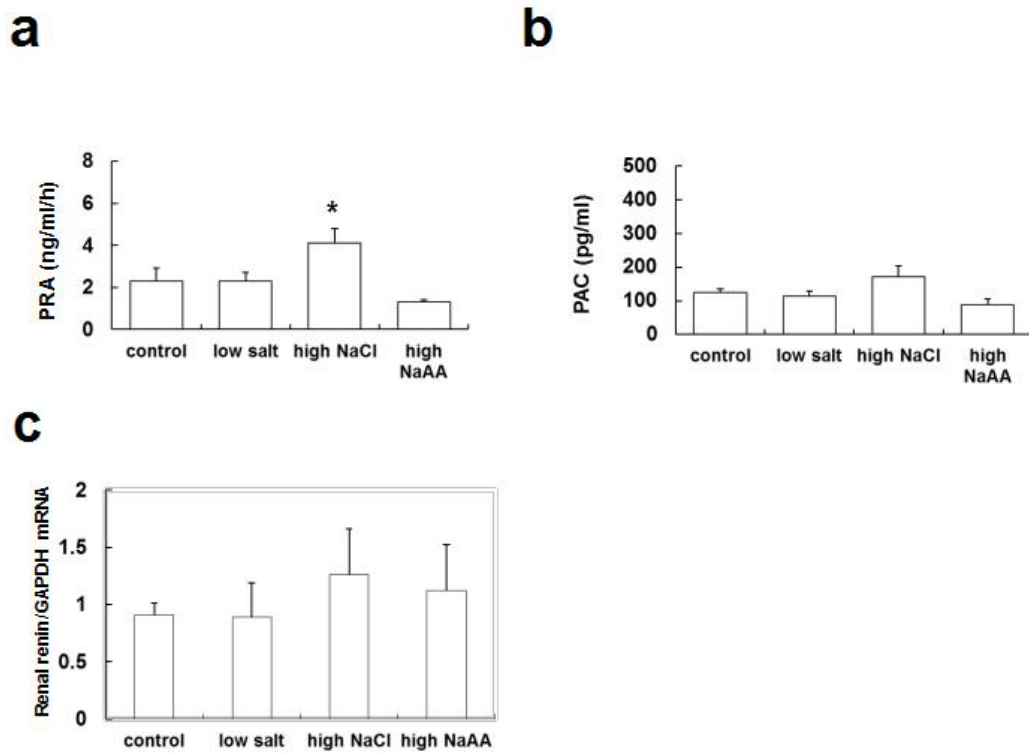 a
PRA (ng/ml/h)
8
6
4
2
0
*
control low salt high NaCl high
NaAA
b
PAC (pg/ml)
500
400
300
200
100
0
control low salt high NaCl high
NaAA
c
Renal renin/GAPDH mRNA
2
1.5
1
0.5
0
control low salt high NaCl high NaAA